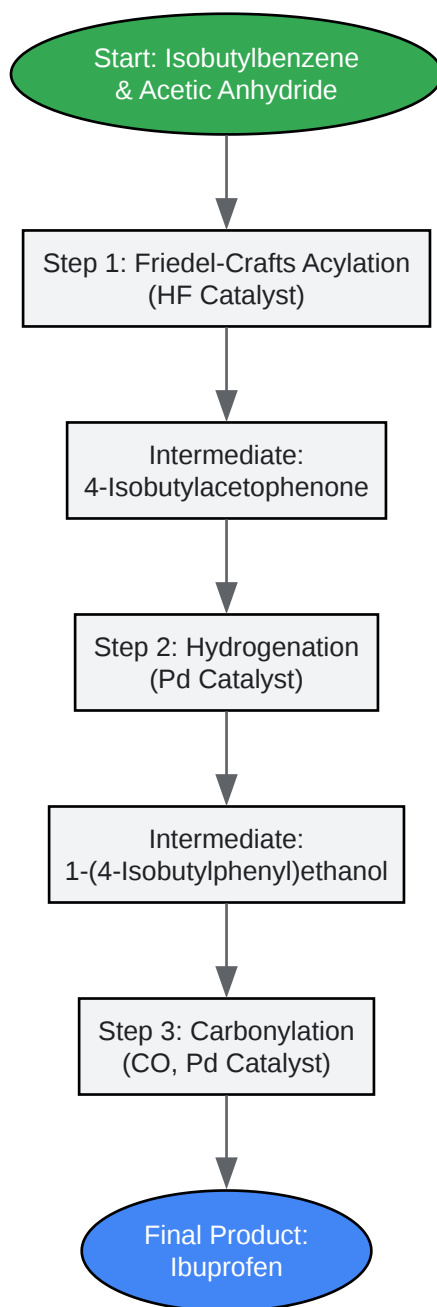 Start: Isobutylbenzene
& Acetic Anhydride
Step 1: Friedel-Crafts Acylation
(HF Catalyst)
Intermediate:
4-Isobutylacetophenone
Step 2: Hydrogenation
(Pd Catalyst)
Intermediate:
1-(4-Isobutylphenyl)ethanol
Step 3: Carbonylation
(CO, Pd Catalyst)
Final Product:
Ibuprofen